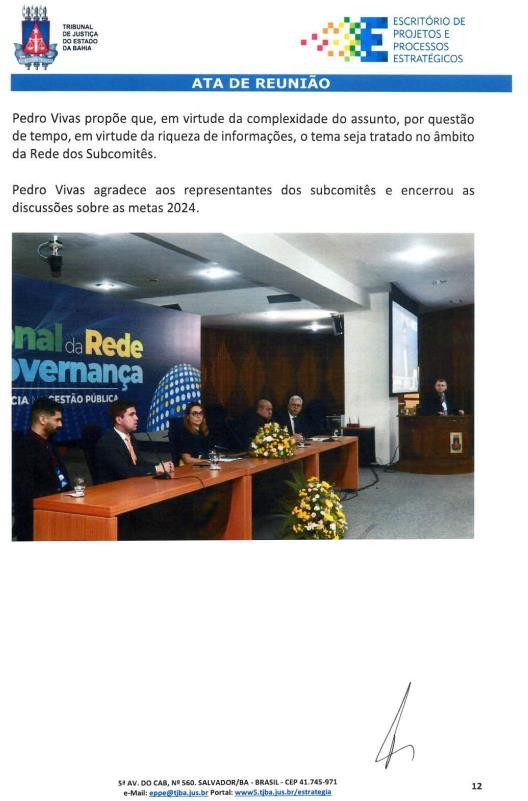 TRIBUNAL
DE JUSTIÇA
DO ESTADO
DA BAHIA
ESCRITÓRIO DE
PROJETOS E
PROCESSOS
ESTRATÉGICOS
ATA DE REUNIÃO
Pedro Vivas propõe que, em virtude da complexidade do assunto, por questão
de tempo, em virtude da riqueza de informações, o tema seja tratado no âmbito
da Rede dos Subcomitês.
Pedro Vivas agradece aos representantes dos subcomitês e encerrou as
discussões sobre as metas 2024.
onal da Rede
overnança
CIA NA GESTÃO PÚBLICA
5ª AV. DO CAB, Nº 560. SALVADOR/BA - BRASIL - CEP 41.745-971
e-Mail: eppe@tjba.jus.br Portal: www5.tjba.jus.br/estrategia
12